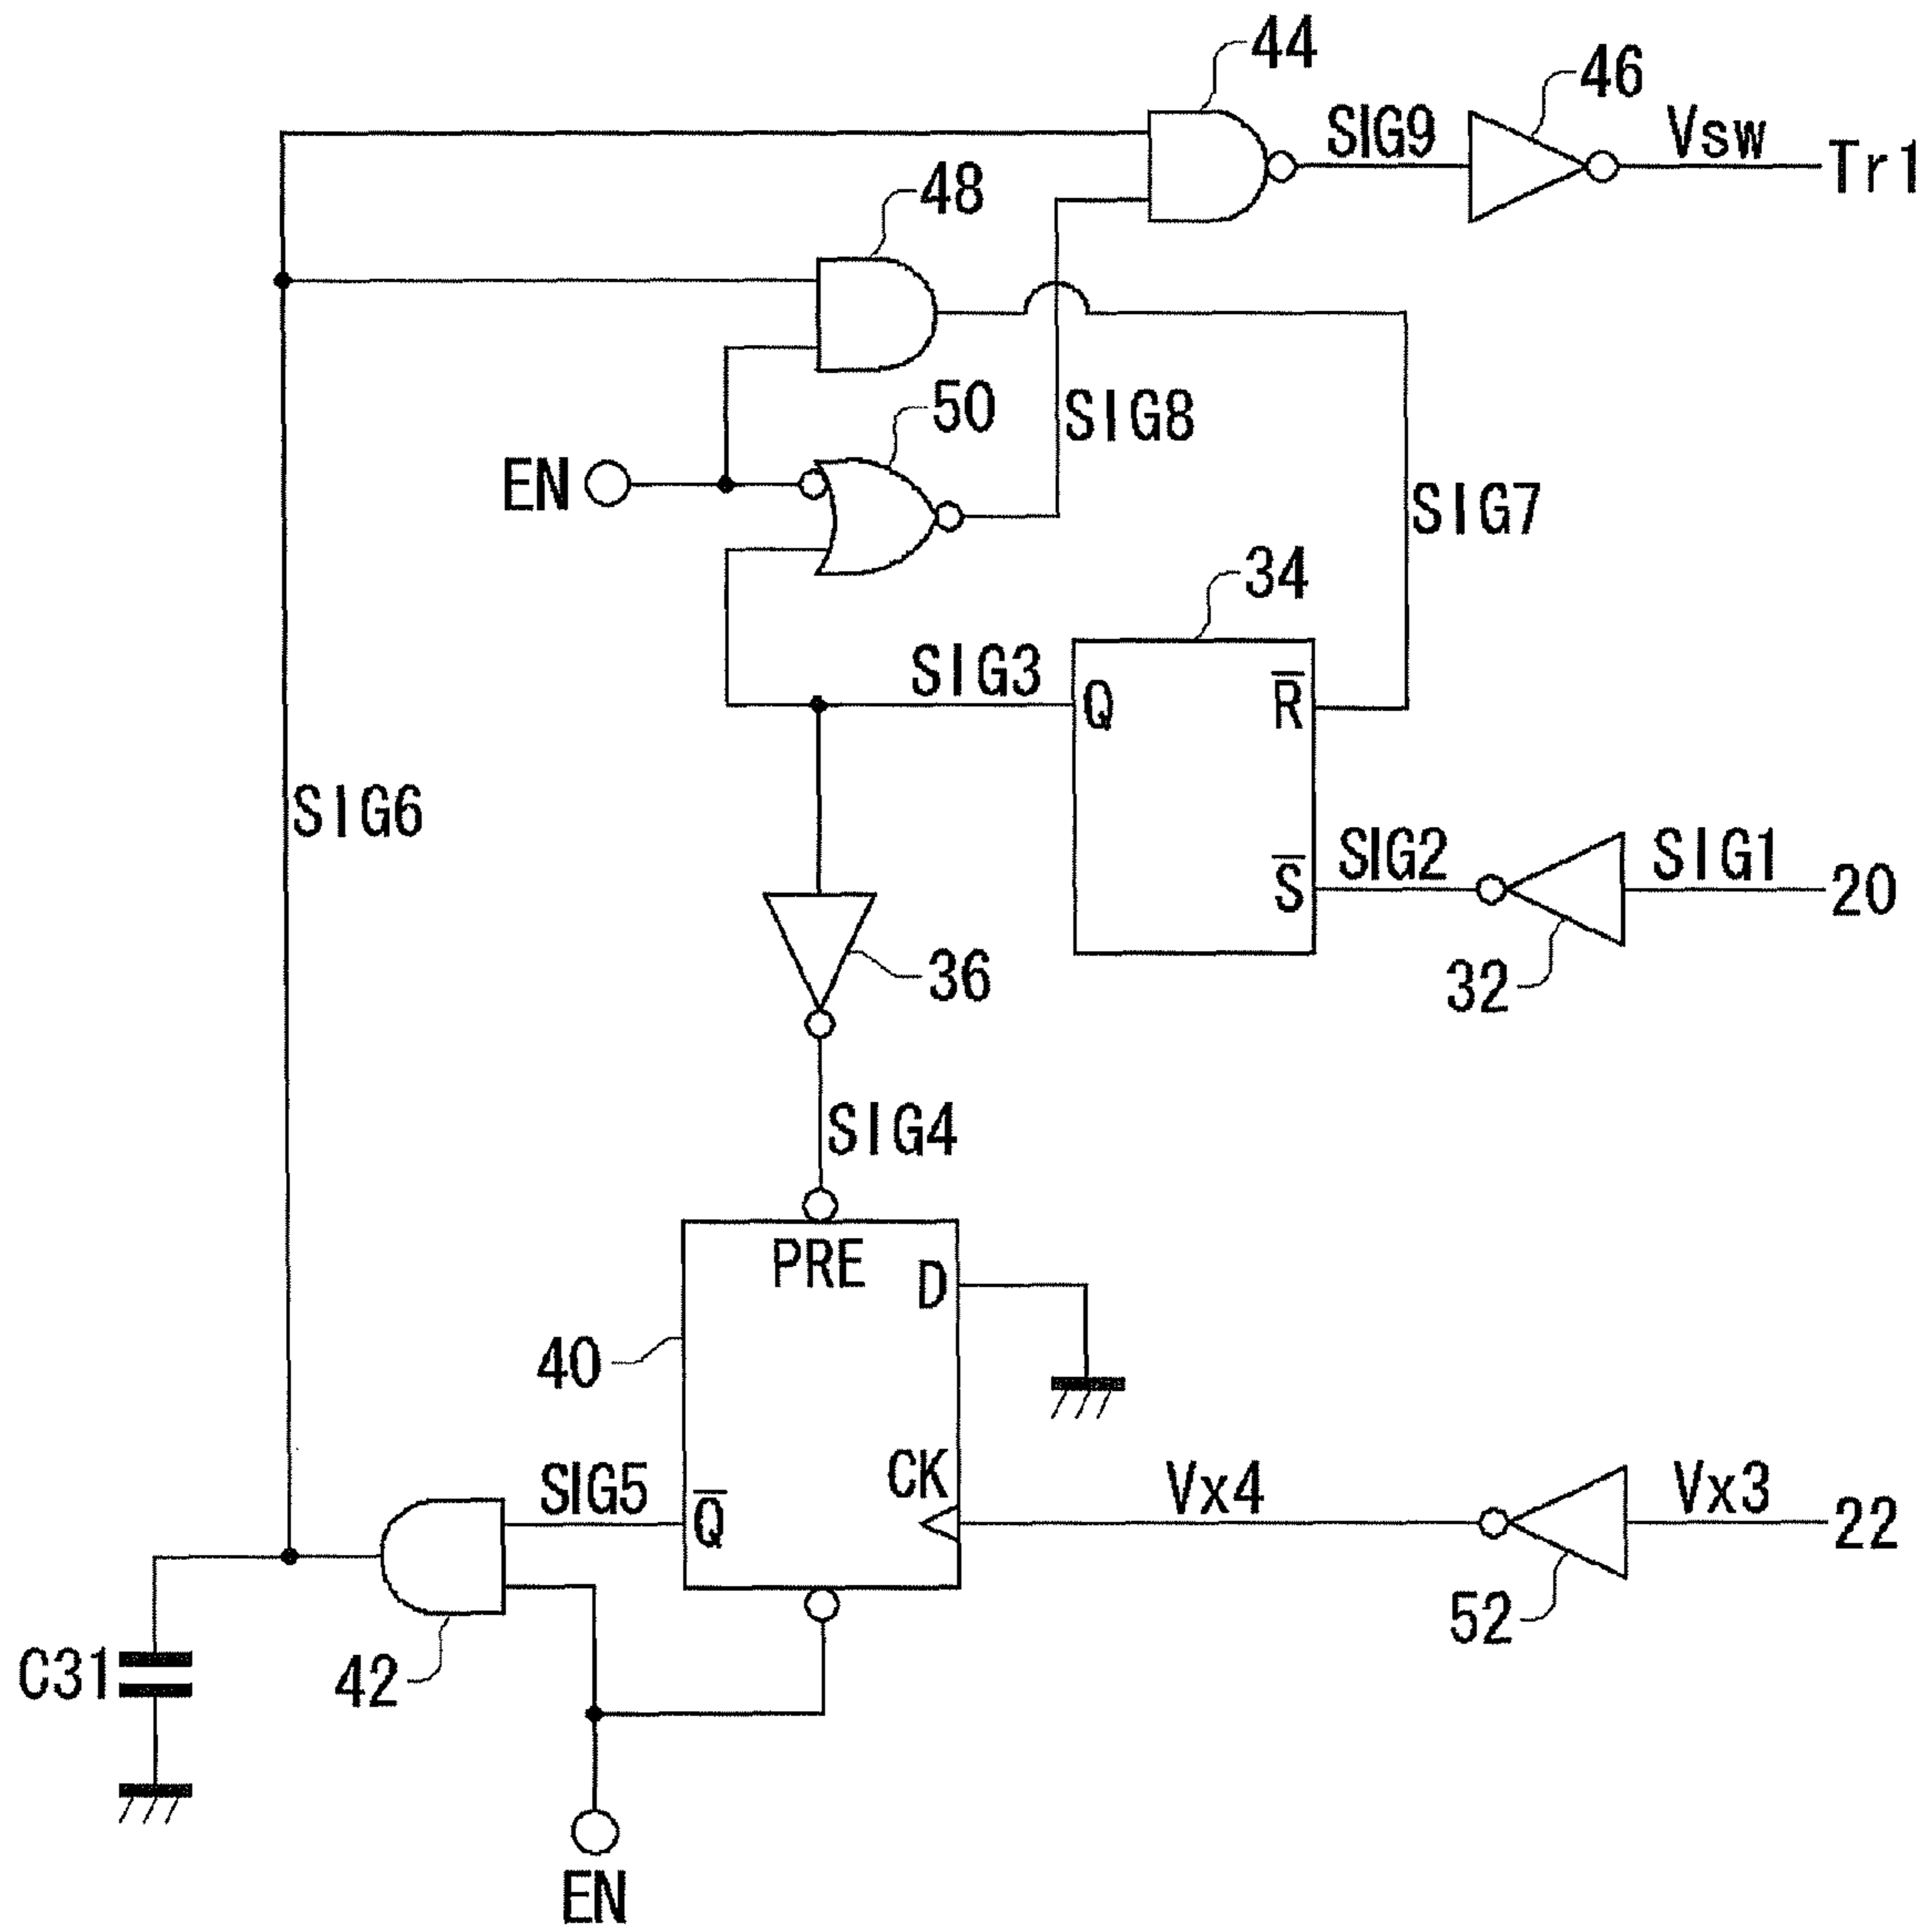 44
46
SIG9
Vsw
Tr1
48
50
SIG8
EN
SIG7
34
SIG3
Q
R̅
SIG6
SIG2
SIG1
S̅
20
36
32
SIG4
PRE
D
40
CK
Vx4
Vx3
SIG5
Q̅
22
52
C31
42
EN